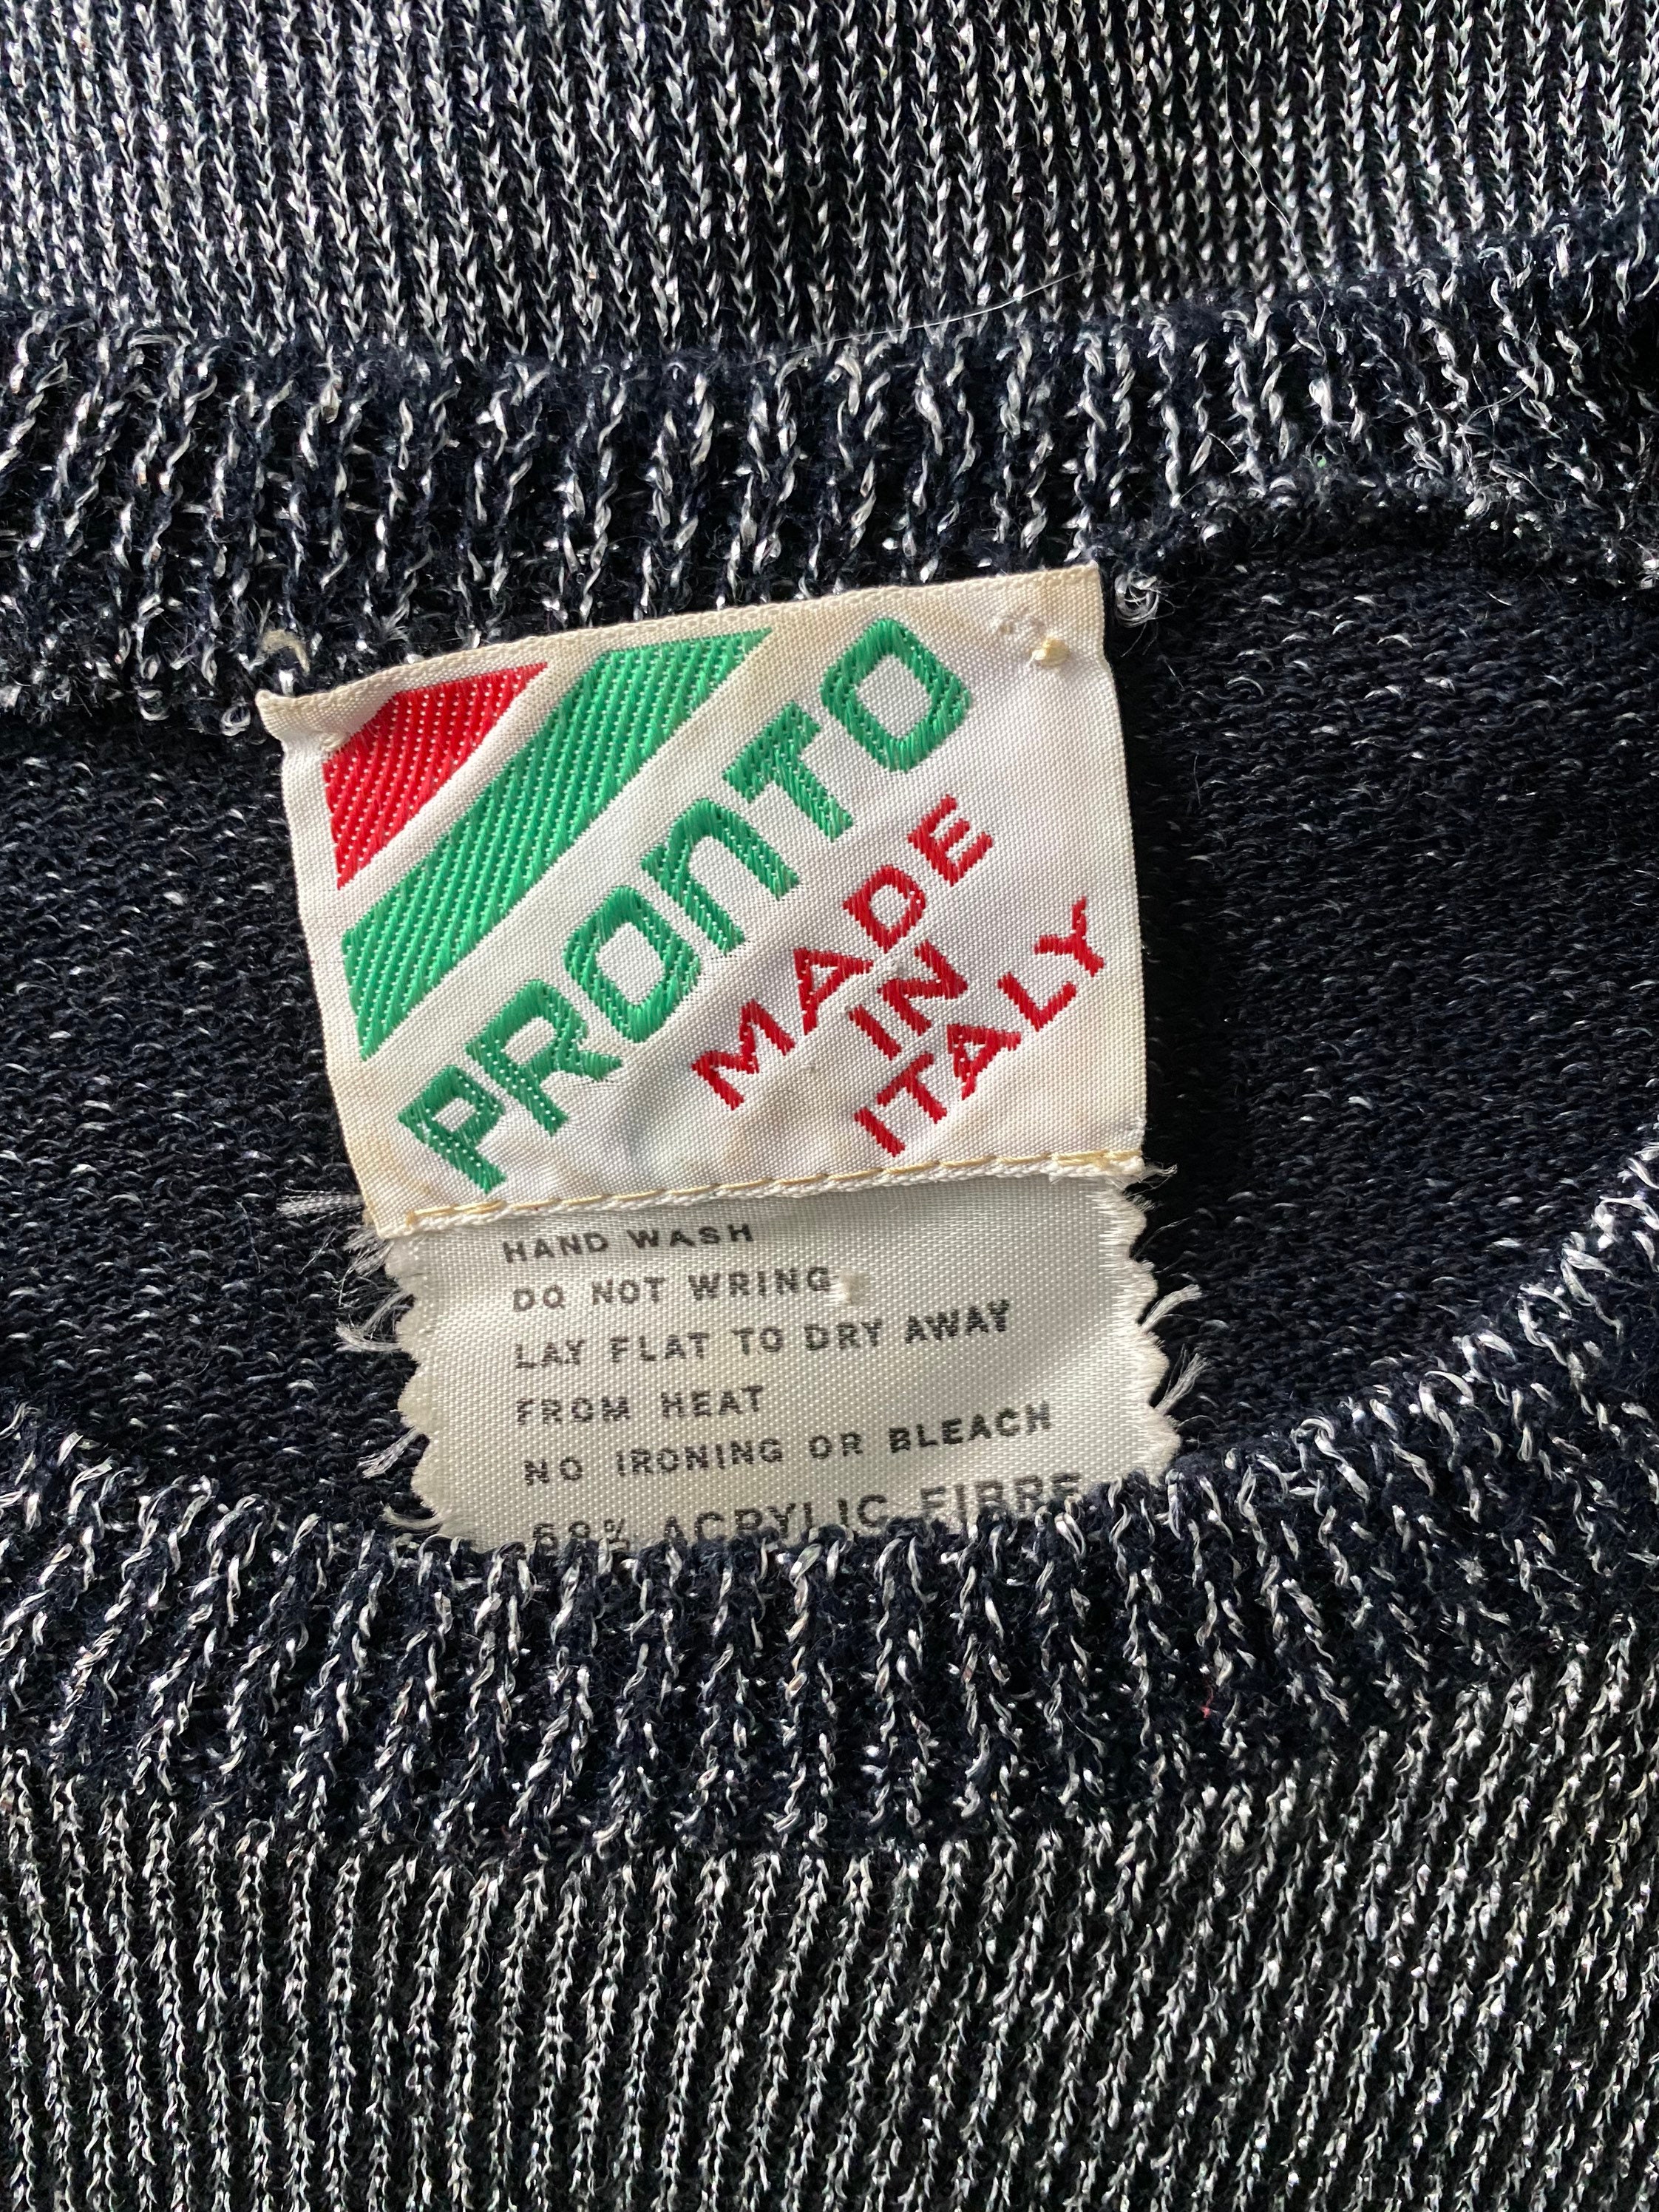 PRONTO
MADE
IN
ITALY
HAND WASH
DO NOT WRING
LAY FLAT TO DRY AWAY
FROM HEAT
NO IRONING OR BLEACH
ACRYLIC FIBRE